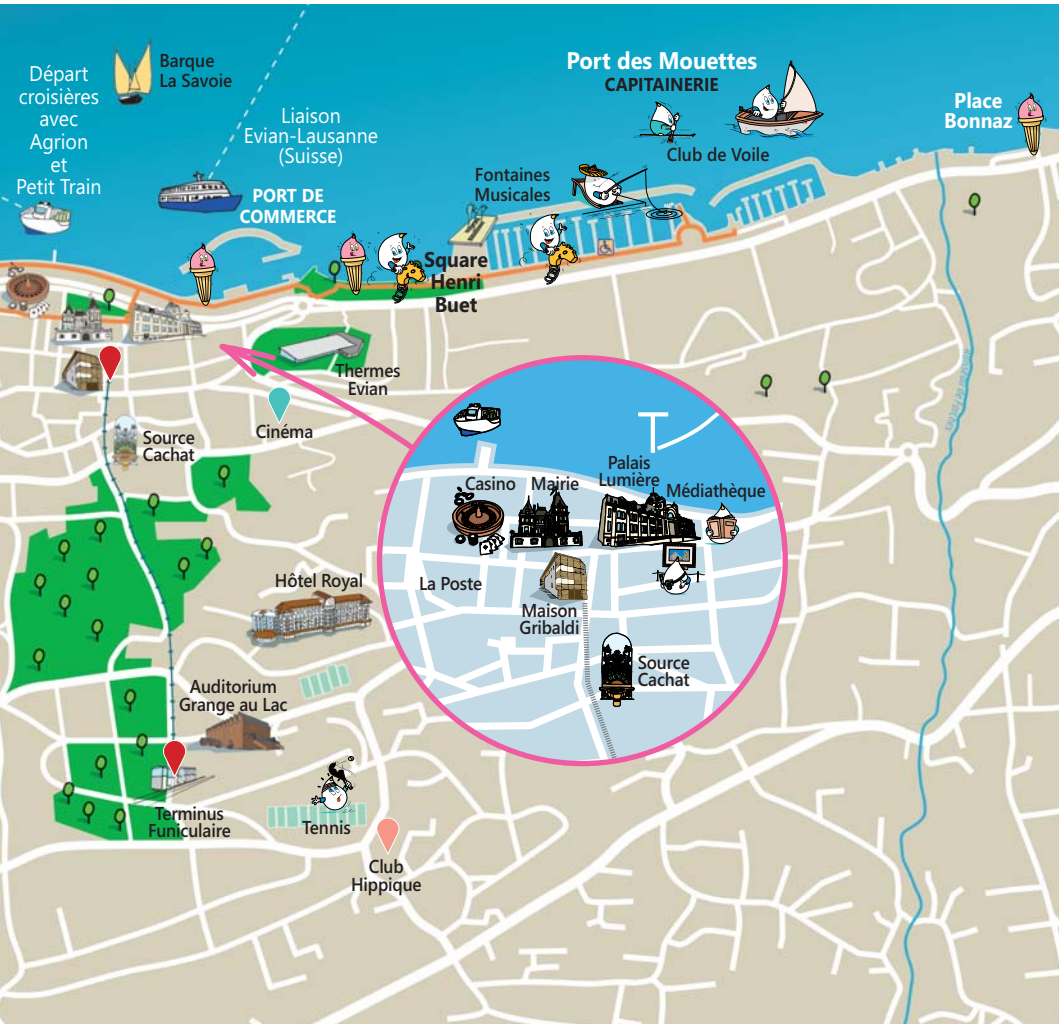 Barque
La Savoie
Départ
croisières
avec
Agrion
et
Petit Train
Liaison
Evian-Lausanne
(Suisse)
PORT DE
COMMERCE
Port des Mouettes
CAPITAINERIE
Club de Voile
Place
Bonnaz
Fontaines
Musicales
Square
Henri
Buet
Thermes
Evian
Cinéma
Source
Cachat
Hôtel Royal
Auditorium
Grange au Lac
Terminus
Funiculaire
Tennis
Club
Hippique
Casino
Mairie
Palais
Lumière
Médiathèque
La Poste
Maison
Gribaldi
Source
Cachat